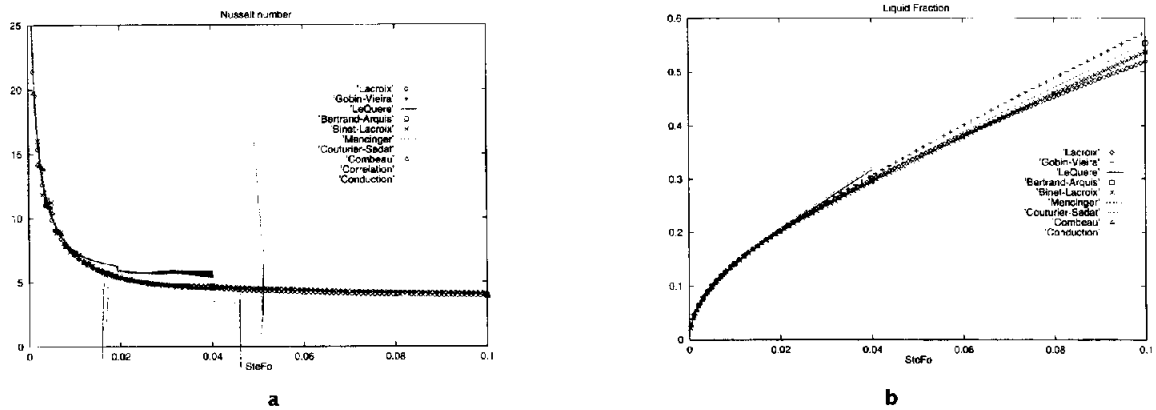 Nusselt number
25
20
15
10
5
0
0
0.02
0.04
0.06
0.08
0.1
SteFo
'Lacroix'
'Gobin-Vieira'
'LeQuere'
'Bertrand-Arquis'
'Binet-Lacroix'
'Mencinger'
'Couturier-Sadat'
'Combeau'
'Correlation'
'Conduction'
a
Liquid Fraction
0.6
0.5
0.4
0.3
0.2
0.1
0
0
0.02
0.04
0.06
0.08
0.1
SteFo
'Lacroix'
'Gobin-Vieira'
'LeQuere'
'Bertrand-Arquis'
'Binet-Lacroix'
'Mencinger'
'Couturier-Sadat'
'Combeau'
'Conduction'
b